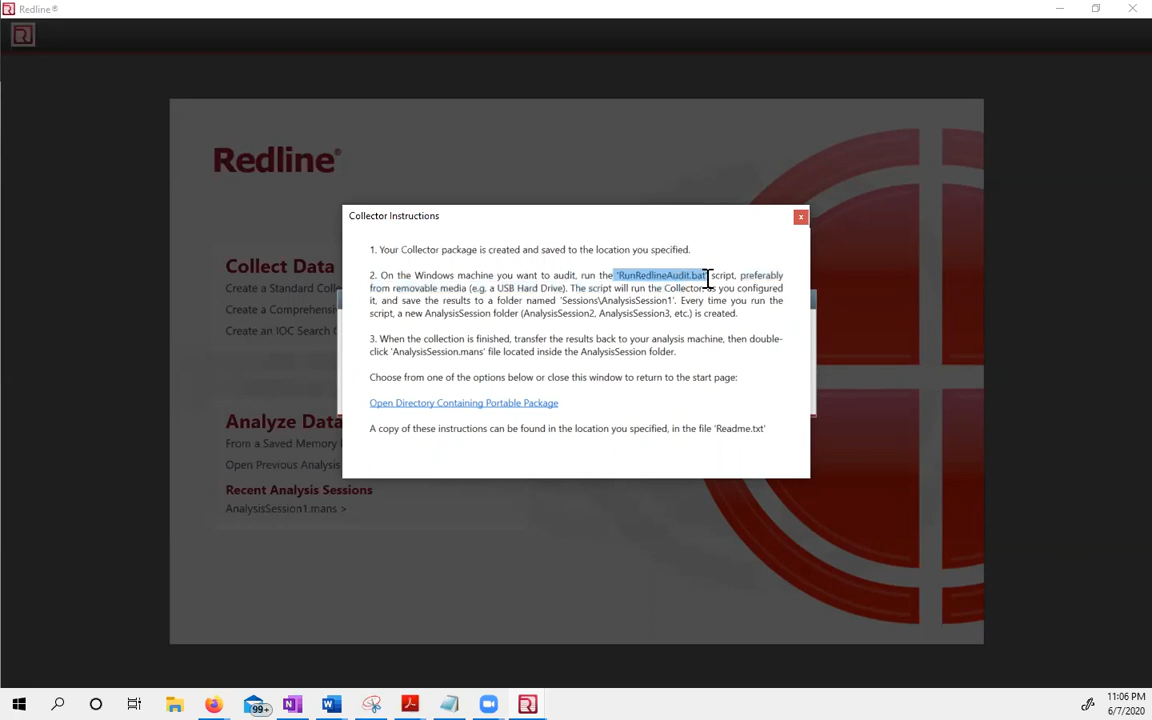 Redline®
Redline®
Collect Data
Create a Standard Coll
Create a Comprehensi
Create an IOC Search
Analyze Data
From a Saved Memory
Open Previous Analysis
Recent Analysis Sessions
AnalysisSession1.mans >
Collector Instructions
x
1. Your Collector package is created and saved to the location you specified.
2. On the Windows machine you want to audit, run the 'RunRedlineAudit.bat' script, preferably
from removable media (e.g. a USB Hard Drive). The script will run the Collector, as you configured
it, and save the results to a folder named 'Sessions\AnalysisSession1'. Every time you run the
script, a new AnalysisSession folder (AnalysisSession2, AnalysisSession3, etc.) is created.
3. When the collection is finished, transfer the results back to your analysis machine, then double-
click 'AnalysisSession.mans' file located inside the AnalysisSession folder.
Choose from one of the options below or close this window to return to the start page:
Open Directory Containing Portable Package
A copy of these instructions can be found in the location you specified, in the file 'Readme.txt'
99+
11:06 PM
6/7/2020